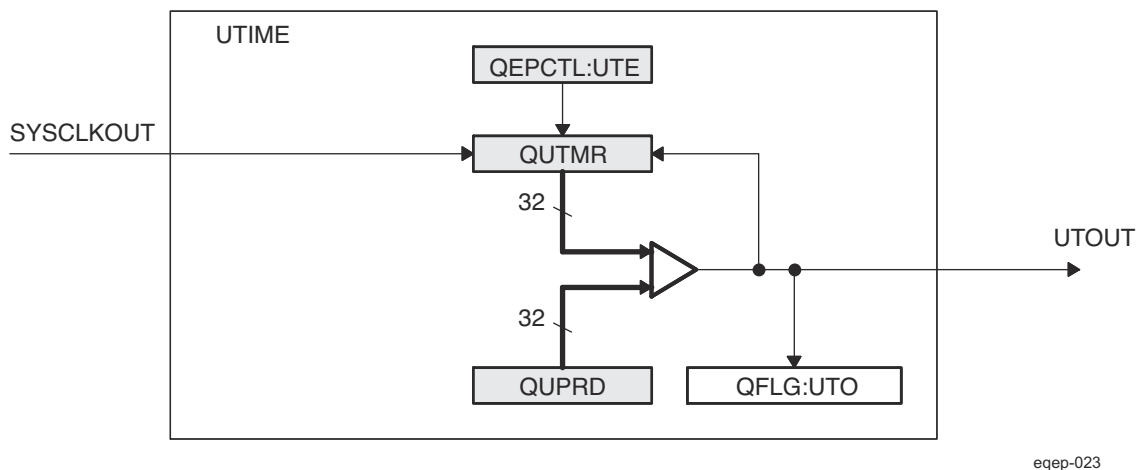 UTIME
QEPCTL:UTE
SYSCLKOUT
QUTMR
32
UTOUT
32
QUPRD
QFLG:UTO
eqep-023